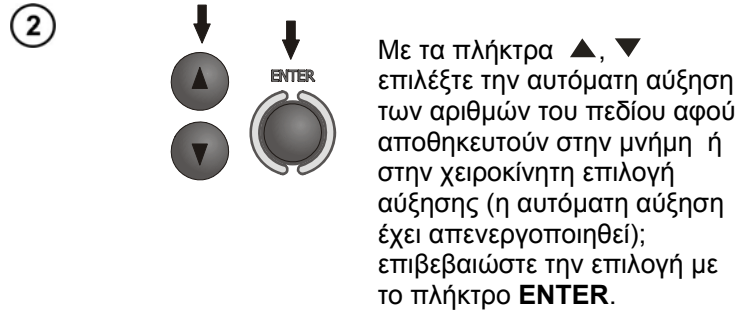 2
ENTER
Με τα πλήκτρα ▲, ▼
επιλέξτε την αυτόματη αύξηση
των αριθμών του πεδίου αφού
αποθηκευτούν στην μνήμη ή
στην χειροκίνητη επιλογή
αύξησης (η αυτόματη αύξηση
έχει απενεργοποιηθεί);
επιβεβαιώστε την επιλογή με
το πλήκτρο ENTER.